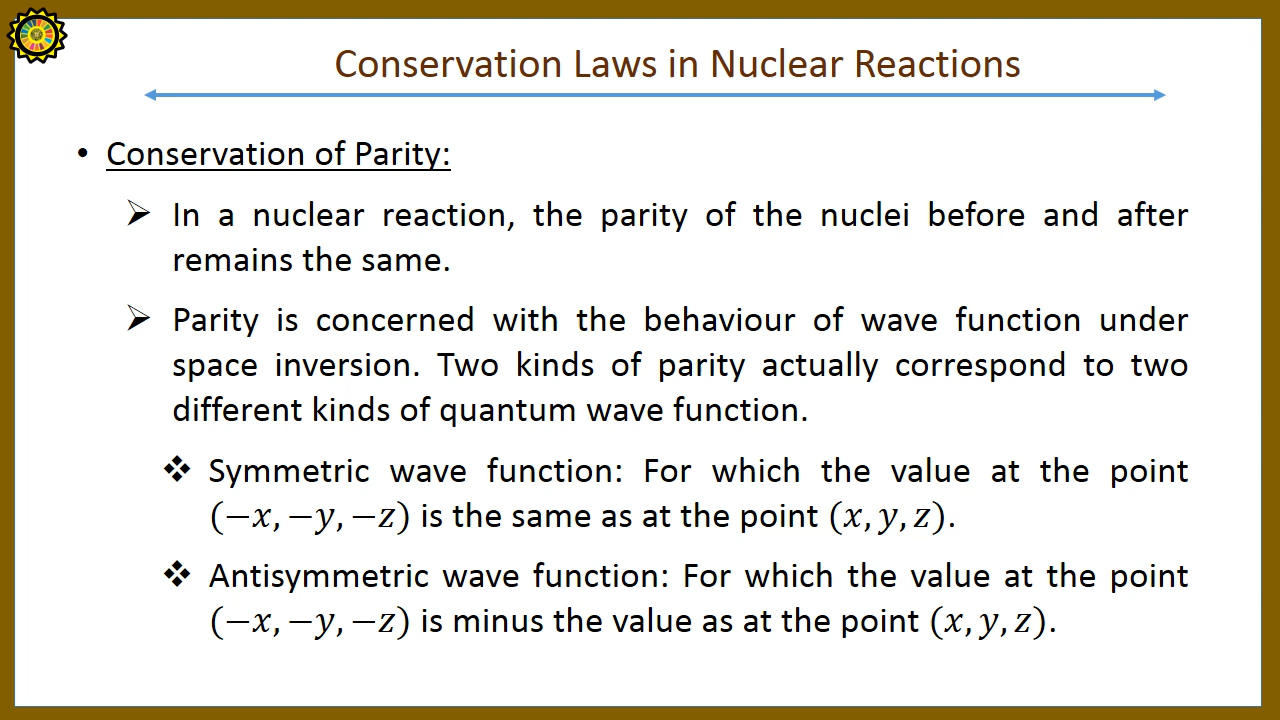 Conservation Laws in Nuclear Reactions
• Conservation of Parity:
➢ In a nuclear reaction, the parity of the nuclei before and after
remains the same.
➢ Parity is concerned with the behaviour of wave function under
space inversion. Two kinds of parity actually correspond to two
different kinds of quantum wave function.
❖ Symmetric wave function: For which the value at the point
(−x, −y, −z) is the same as at the point (x, y, z).
❖ Antisymmetric wave function: For which the value at the point
(−x, −y, −z) is minus the value as at the point (x, y, z).